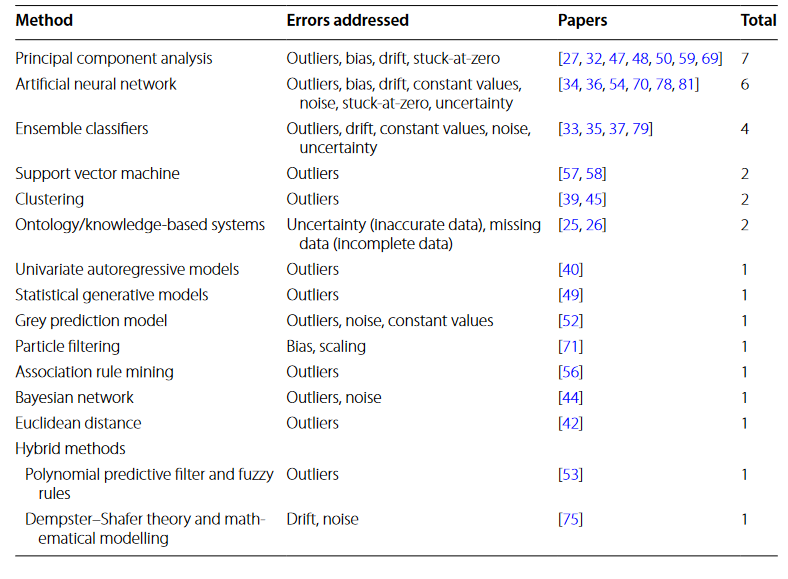 Method Errors addressed Papers Total
Principal component analysis Outliers, bias, drift, stuck-at-zero [27, 32, 47, 48, 50, 59, 69] 7
Artificial neural network Outliers, bias, drift, constant values, [34, 36, 54, 70, 78, 81] 6
noise, stuck-at-zero, uncertainty
Ensemble classifiers Outliers, drift, constant values, noise, [33, 35, 37, 79] 4
uncertainty
Support vector machine Outliers [57, 58] 2
Clustering Outliers [39, 45] 2
Ontology/knowledge-based systems Uncertainty (inaccurate data), missing [25, 26] 2
data (incomplete data)
Univariate autoregressive models Outliers [40] 1
Statistical generative models Outliers [49] 1
Grey prediction model Outliers, noise, constant values [52] 1
Particle filtering Bias, scaling [71] 1
Association rule mining Outliers [56] 1
Bayesian network Outliers, noise [44] 1
Euclidean distance Outliers [42] 1
Hybrid methods
Polynomial predictive filter and fuzzy Outliers [53] 1
rules
Dempster–Shafer theory and math- Drift, noise [75] 1
ematical modelling